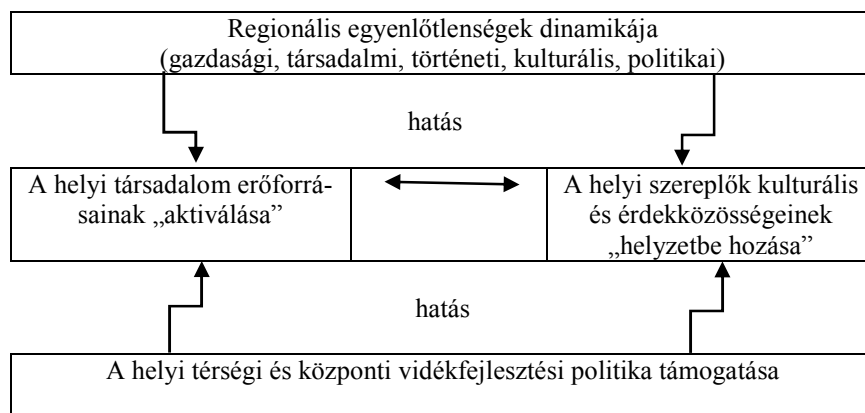 Regionális egyenlőtlenségek dinamikája
(gazdasági, társadalmi, történeti, kulturális, politikai)
hatás
A helyi társadalom erőforrá-
sainak „aktiválása”
A helyi szereplők kulturális
és érdekközösségeinek
„helyzetbe hozása”
hatás
A helyi térségi és központi vidékfejlesztési politika támogatása